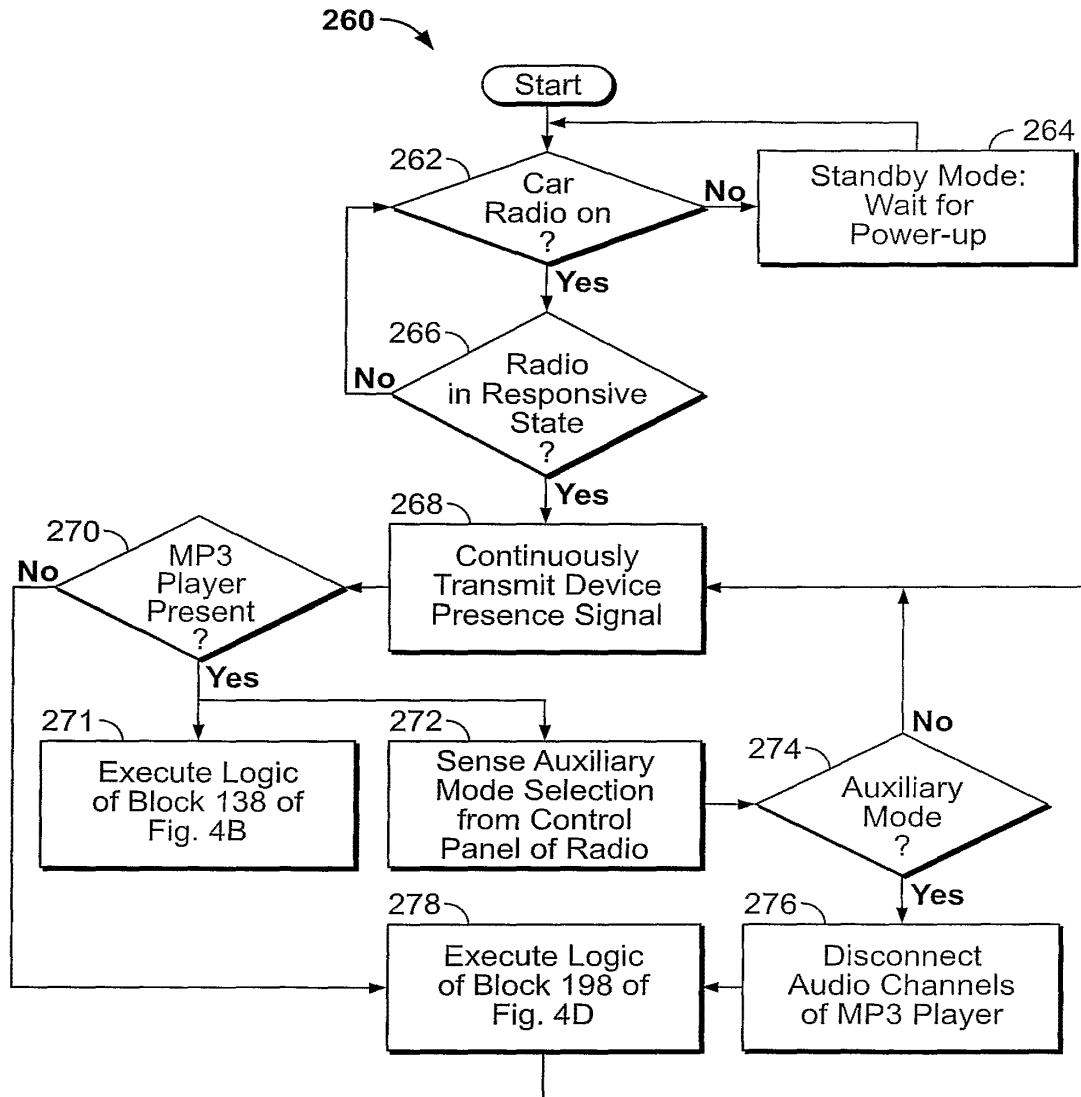 260
Start
262
Car
Radio on
?
No
264
Standby Mode:
Wait for
Power-up
Yes
266
Radio
in Responsive
State
?
No
Yes
268
Continuously
Transmit Device
Presence Signal
270
MP3
Player
Present
?
No
Yes
271
Execute Logic
of Block 138 of
Fig. 4B
272
Sense Auxiliary
Mode Selection
from Control
Panel of Radio
274
Auxiliary
Mode
?
No
Yes
276
Disconnect
Audio Channels
of MP3 Player
278
Execute Logic
of Block 198 of
Fig. 4D